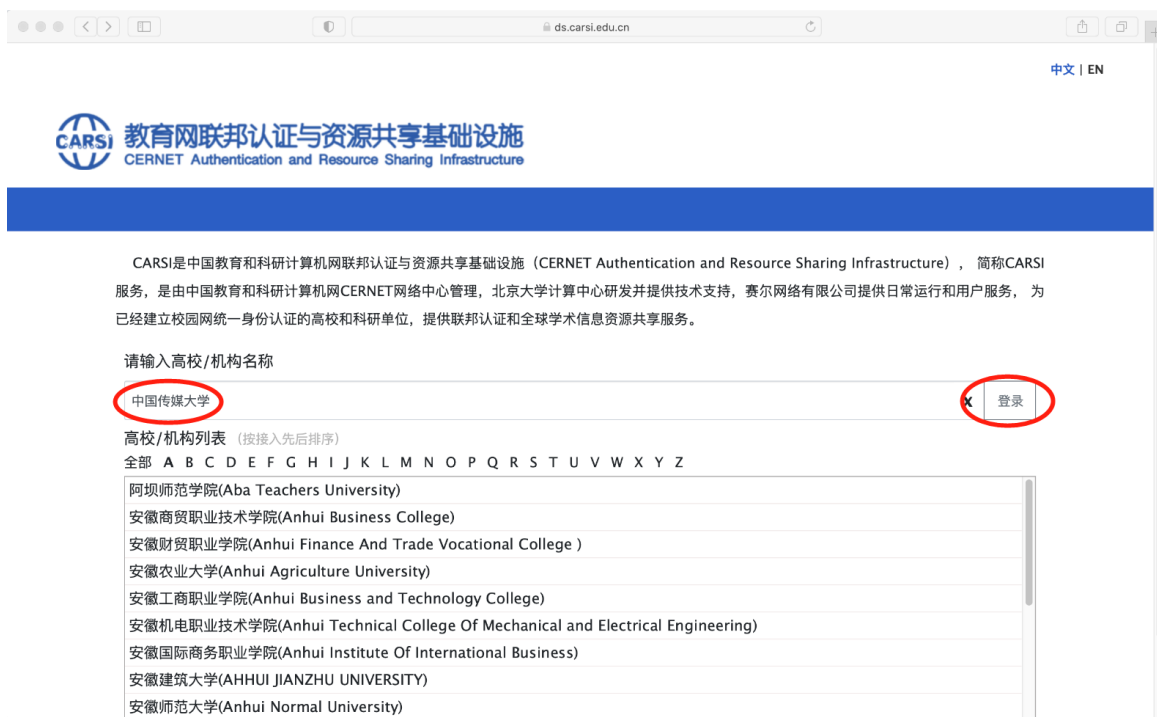 ds.carsi.edu.cn
中文 | EN
CARSI 教育网联邦认证与资源共享基础设施
CERNET Authentication and Resource Sharing Infrastructure
CARSI是中国教育和科研计算机网联邦认证与资源共享基础设施（CERNET Authentication and Resource Sharing Infrastructure），简称CARSI
服务，是由中国教育和科研计算机网CERNET网络中心管理，北京大学计算中心研发并提供技术支持，赛尔网络有限公司提供日常运行和用户服务， 为
已经建立校园网统一身份认证的高校和科研单位，提供联邦认证和全球学术信息资源共享服务。
请输入高校/机构名称
中国传媒大学 x 登录
高校/机构列表 （按接入先后排序）
全部 A B C D E F G H I J K L M N O P Q R S T U V W X Y Z
阿坝师范学院(Aba Teachers University)
安徽商贸职业技术学院(Anhui Business College)
安徽财贸职业学院(Anhui Finance And Trade Vocational College )
安徽农业大学(Anhui Agriculture University)
安徽工商职业学院(Anhui Business and Technology College)
安徽机电职业技术学院(Anhui Technical College Of Mechanical and Electrical Engineering)
安徽国际商务职业学院(Anhui Institute Of International Business)
安徽建筑大学(AHHUI JIANZHU UNIVERSITY)
安徽师范大学(Anhui Normal University)